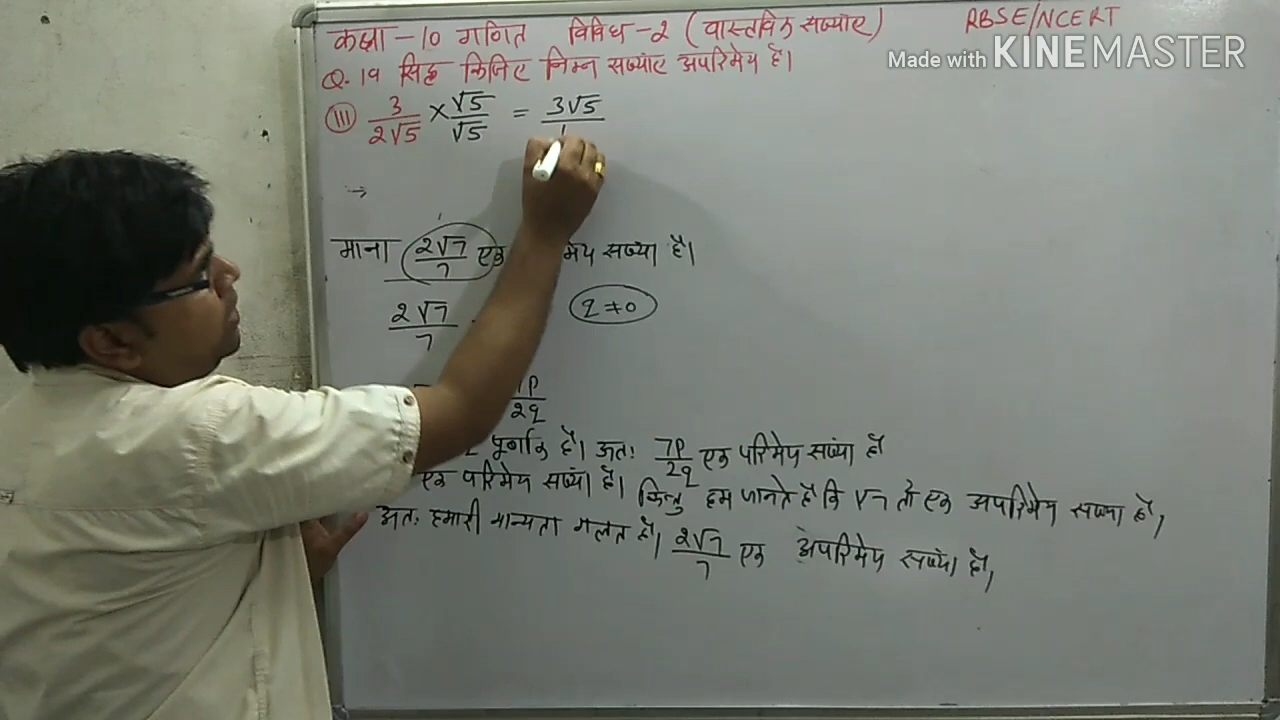 कक्षा -10 गणित विविध -2 (वास्तविक संख्याएं) RBSE/NCERT
Made with KINEMASTER
Q.19 सिद्ध किजिए निम्न संख्याएं अपरिमेय है।
(III) 3/2√5 × √5/√5 = 3√5/1
→
माना 2√7/7 एक मेय संख्या है।
2√7/7 q ≠ 0
7P/2q
2 पूर्णांक है। अतः 7P/2q एक परिमेय संख्या है
एक परिमेय संख्या है। किन्तु हम जानते है कि √7 तो एक अपरिमेय संख्या है,
अतः हमारी मान्यता गलत है। 2√7/7 एक अपरिमेय संख्या है,